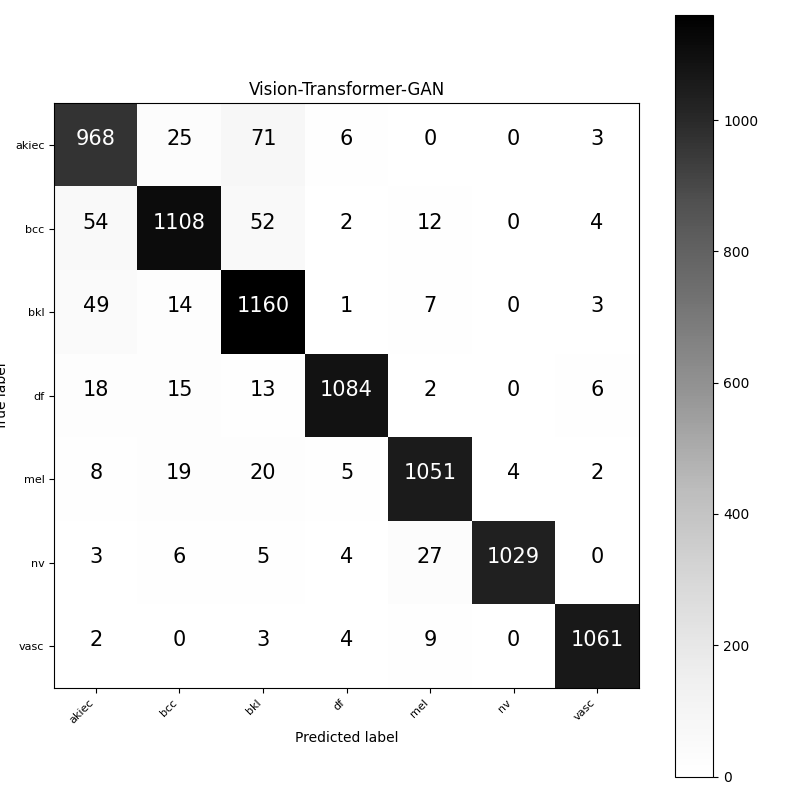 Vision-Transformer-GAN
akiec 968 25 71 6 0 0 3
bcc 54 1108 52 2 12 0 4
bkl 49 14 1160 1 7 0 3
df 18 15 13 1084 2 0 6
mel 8 19 20 5 1051 4 2
nv 3 6 5 4 27 1029 0
vasc 2 0 3 4 9 0 1061
akiec bcc bkl df mel nv vasc
Predicted label
label
1000
800
600
400
200
0